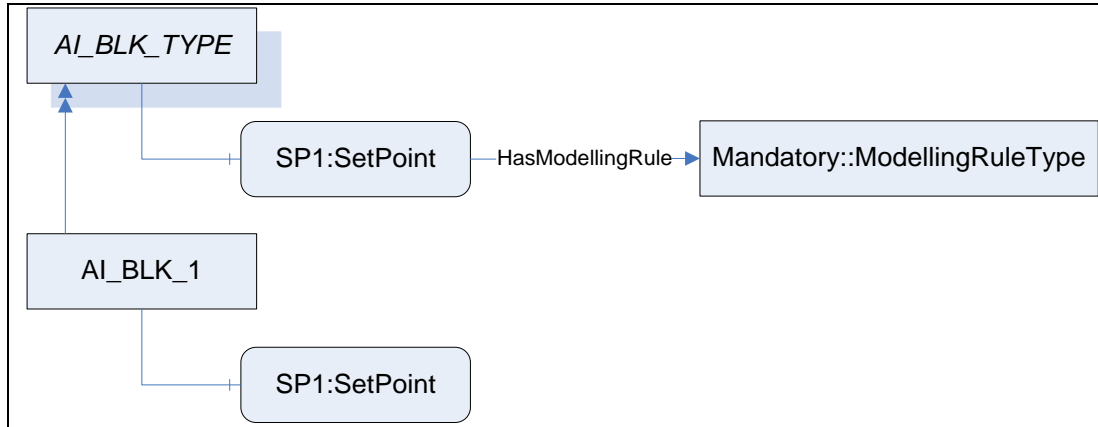 AI_BLK_TYPE
SP1:SetPoint
HasModellingRule
Mandatory::ModellingRuleType
AI_BLK_1
SP1:SetPoint